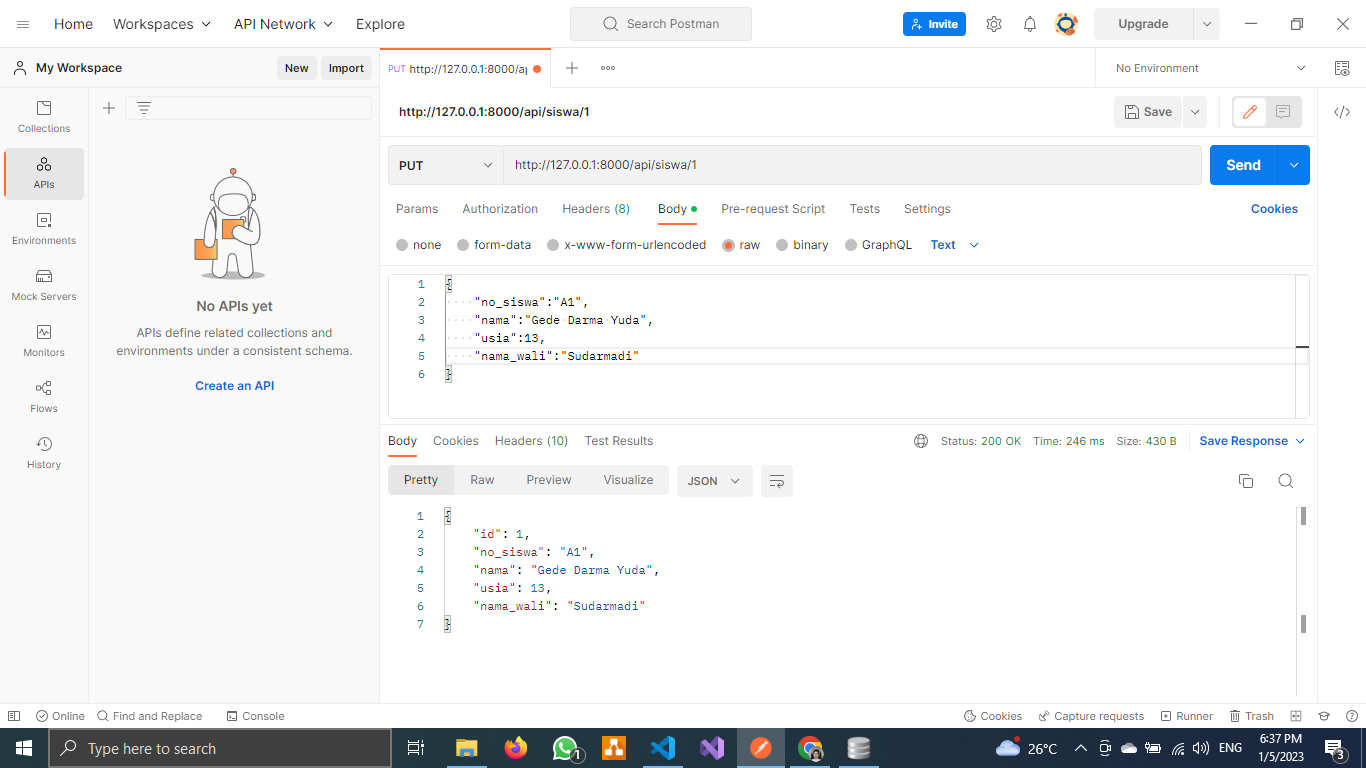 Home Workspaces API Network Explore Search Postman Invite Upgrade
My Workspace New Import PUT http://127.0.0.1:8000/ap No Environment
Collections
APIs
Environments
Mock Servers
Monitors
Flows
History
No APIs yet
APIs define related collections and
environments under a consistent schema.
Create an API
http://127.0.0.1:8000/api/siswa/1 Save
PUT http://127.0.0.1:8000/api/siswa/1 Send
Params Authorization Headers (8) Body Pre-request Script Tests Settings Cookies
none form-data x-www-form-urlencoded raw binary GraphQL Text
1 {
2 "no_siswa":"A1",
3 "nama":"Gede Darma Yuda",
4 "usia":13,
5 "nama_wali":"Sudarmadi"
6 }
Body Cookies Headers (10) Test Results Status: 200 OK Time: 246 ms Size: 430 B Save Response
Pretty Raw Preview Visualize JSON
1 {
2 "id": 1,
3 "no_siswa": "A1",
4 "nama": "Gede Darma Yuda",
5 "usia": 13,
6 "nama_wali": "Sudarmadi"
7 }
Online Find and Replace Console Cookies Capture requests Runner Trash
Type here to search 1 26°C ENG 6:37 PM
1/5/2023 3